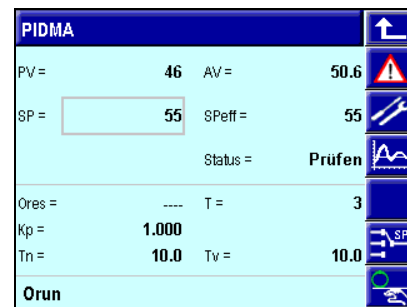 PIDMA
PV = 46 AV = 50.6
SP = 55 SPeff = 55
Status = Prüfen
Ores = ---- T = 3
Kp = 1.000
Tn = 10.0 Tv = 10.0
SP
Orun